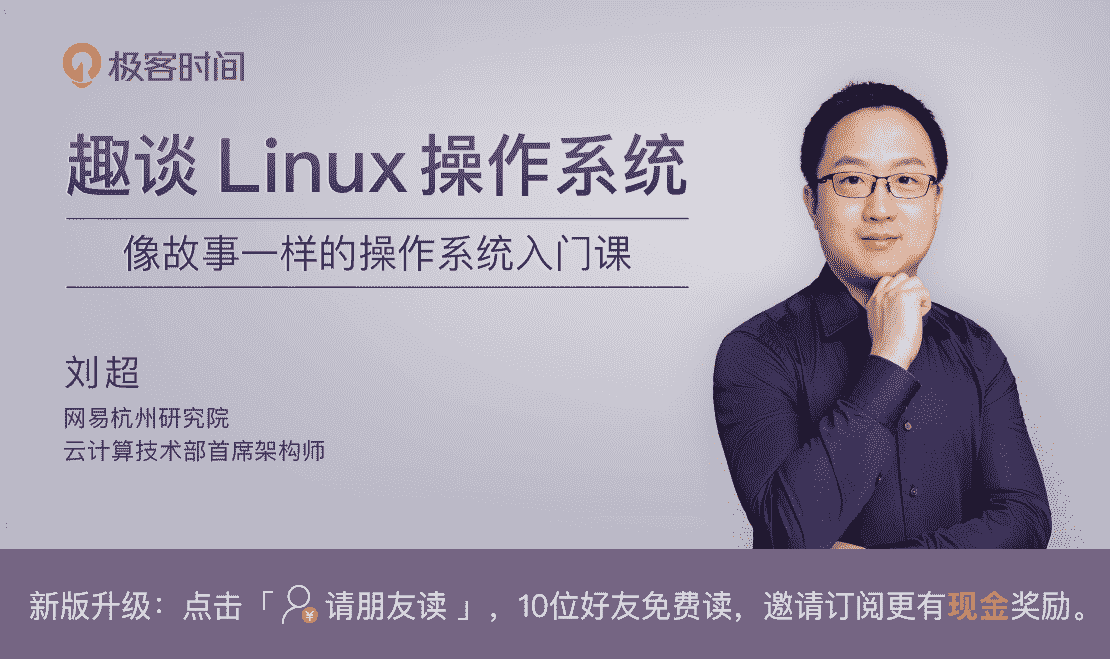 极客时间
趣谈 Linux 操作系统
像故事一样的操作系统入门课
刘超
网易杭州研究院
云计算技术部首席架构师
新版升级：点击「 请朋友读 」，10位好友免费读，邀请订阅更有现金奖励。